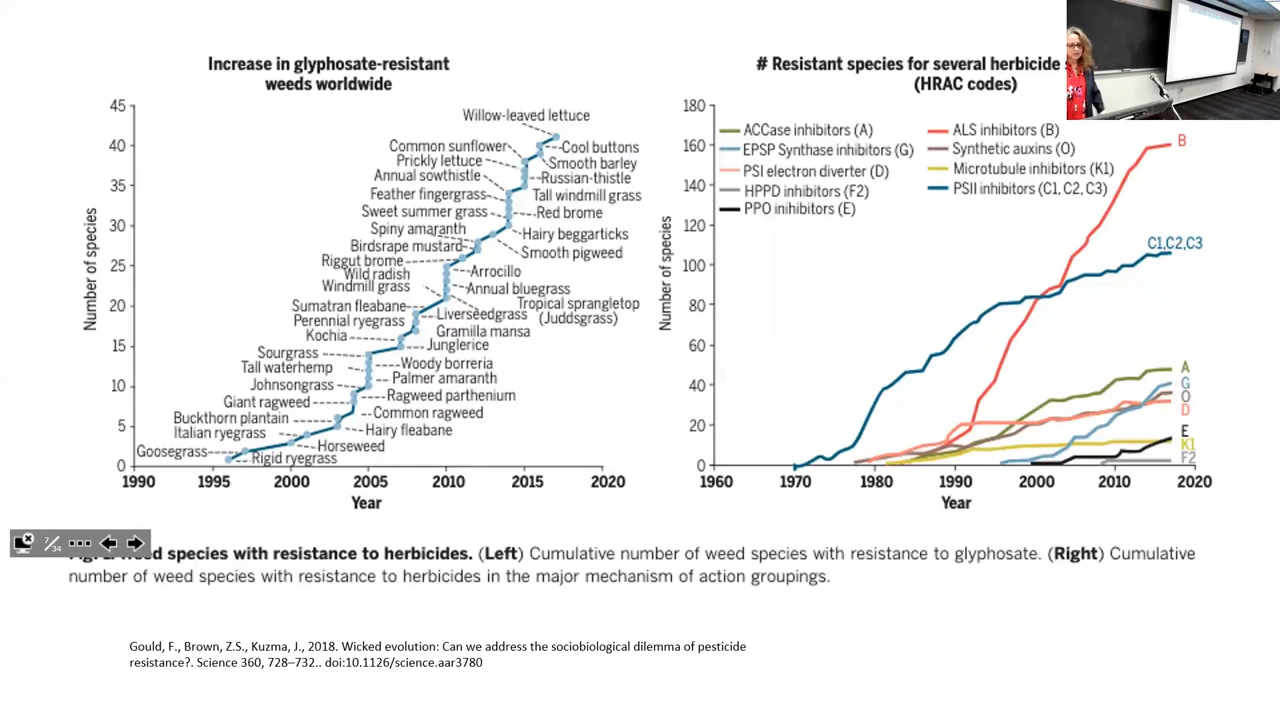 Increase in glyphosate-resistant
weeds worldwide
45
40
35
30
25
20
15
10
5
0
Number of species
1990
1995
2000
2005
2010
2015
2020
Year
Willow-leaved lettuce
Common sunflower
Cool buttons
Prickly lettuce
Smooth barley
Annual sowthistle
Russian-thistle
Feather fingergrass
Tall windmill grass
Sweet summer grass
Red brome
Spiny amaranth
Hairy beggarticks
Birdsrape mustard
Smooth pigweed
Riggut brome
Wild radish
Arrocillo
Windmill grass
Annual bluegrass
Sumatran fleabane
Tropical sprangletop
(Juddsgrass)
Perennial ryegrass
Liverseedgrass
Kochia
Gramilla mansa
Junglerice
Sourgrass
Woody borreria
Tall waterhemp
Palmer amaranth
Johnsongrass
Ragweed parthenium
Giant ragweed
Common ragweed
Buckthorn plantain
Hairy fleabane
Italian ryegrass
Horseweed
Goosegrass
Rigid ryegrass
# Resistant species for several herbicide
(HRAC codes)
180
160
140
120
100
80
60
40
20
0
Number of species
1960
1970
1980
1990
2000
2010
2020
Year
ACCase inhibitors (A)
EPSP Synthase inhibitors (G)
PSI electron diverter (D)
HPPD inhibitors (F2)
PPO inihibitors (E)
ALS inhibitors (B)
Synthetic auxins (O)
Microtubule inhibitors (K1)
PSII inhibitors (C1, C2, C3)
B
C1,C2,C3
A
G
O
D
E
K1
F2
7/34
weed species with resistance to herbicides. (Left) Cumulative number of weed species with resistance to glyphosate. (Right) Cumulative
number of weed species with resistance to herbicides in the major mechanism of action groupings.
Gould, F., Brown, Z.S., Kuzma, J., 2018. Wicked evolution: Can we address the sociobiological dilemma of pesticide
resistance?. Science 360, 728–732.. doi:10.1126/science.aar3780